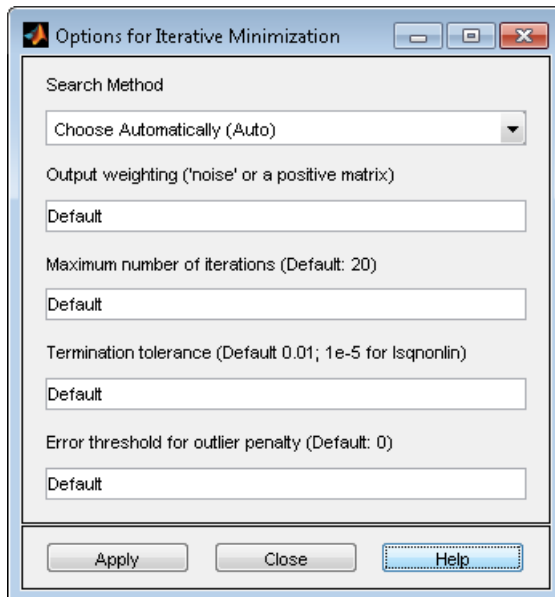 Options for Iterative Minimization
Search Method
Choose Automatically (Auto)
Output weighting ('noise' or a positive matrix)
Default
Maximum number of iterations (Default: 20)
Default
Termination tolerance (Default 0.01; 1e-5 for lsqnonlin)
Default
Error threshold for outlier penalty (Default: 0)
Default
Apply Close Help